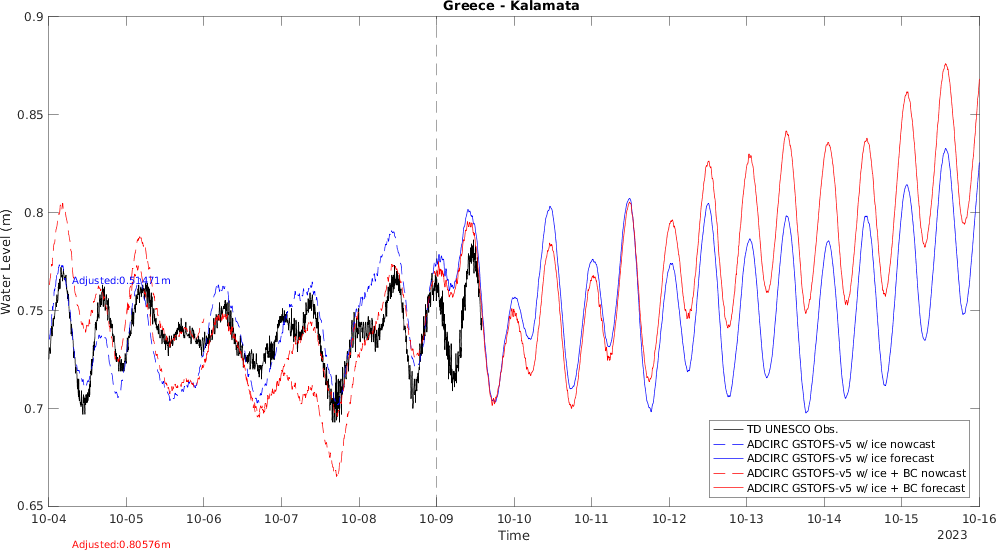 Greece - Kalamata
Water Level (m)
0.9
0.85
0.8
0.75
0.7
0.65
Adjusted:0.51471m
TD UNESCO Obs.
ADCIRC GSTOFS-v5 w/ ice nowcast
ADCIRC GSTOFS-v5 w/ ice forecast
ADCIRC GSTOFS-v5 w/ ice + BC nowcast
ADCIRC GSTOFS-v5 w/ ice + BC forecast
10-04 10-05 10-06 10-07 10-08 10-09 10-10 10-11 10-12 10-13 10-14 10-15 10-16
Time
2023
Adjusted:0.80576m